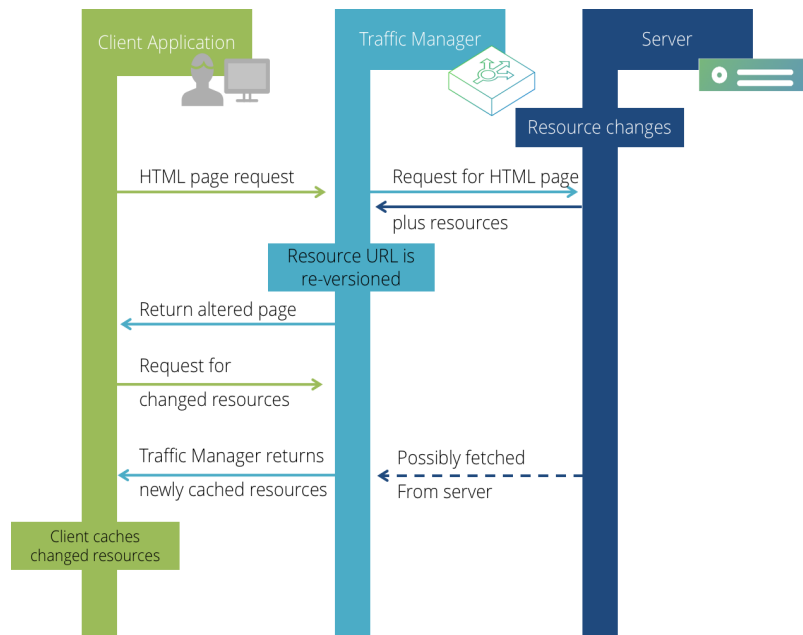 Client Application
Traffic Manager
Server
Resource changes
HTML page request
Request for HTML page
plus resources
Resource URL is
re-versioned
Return altered page
Request for
changed resources
Traffic Manager returns
newly cached resources
Possibly fetched
From server
Client caches
changed resources